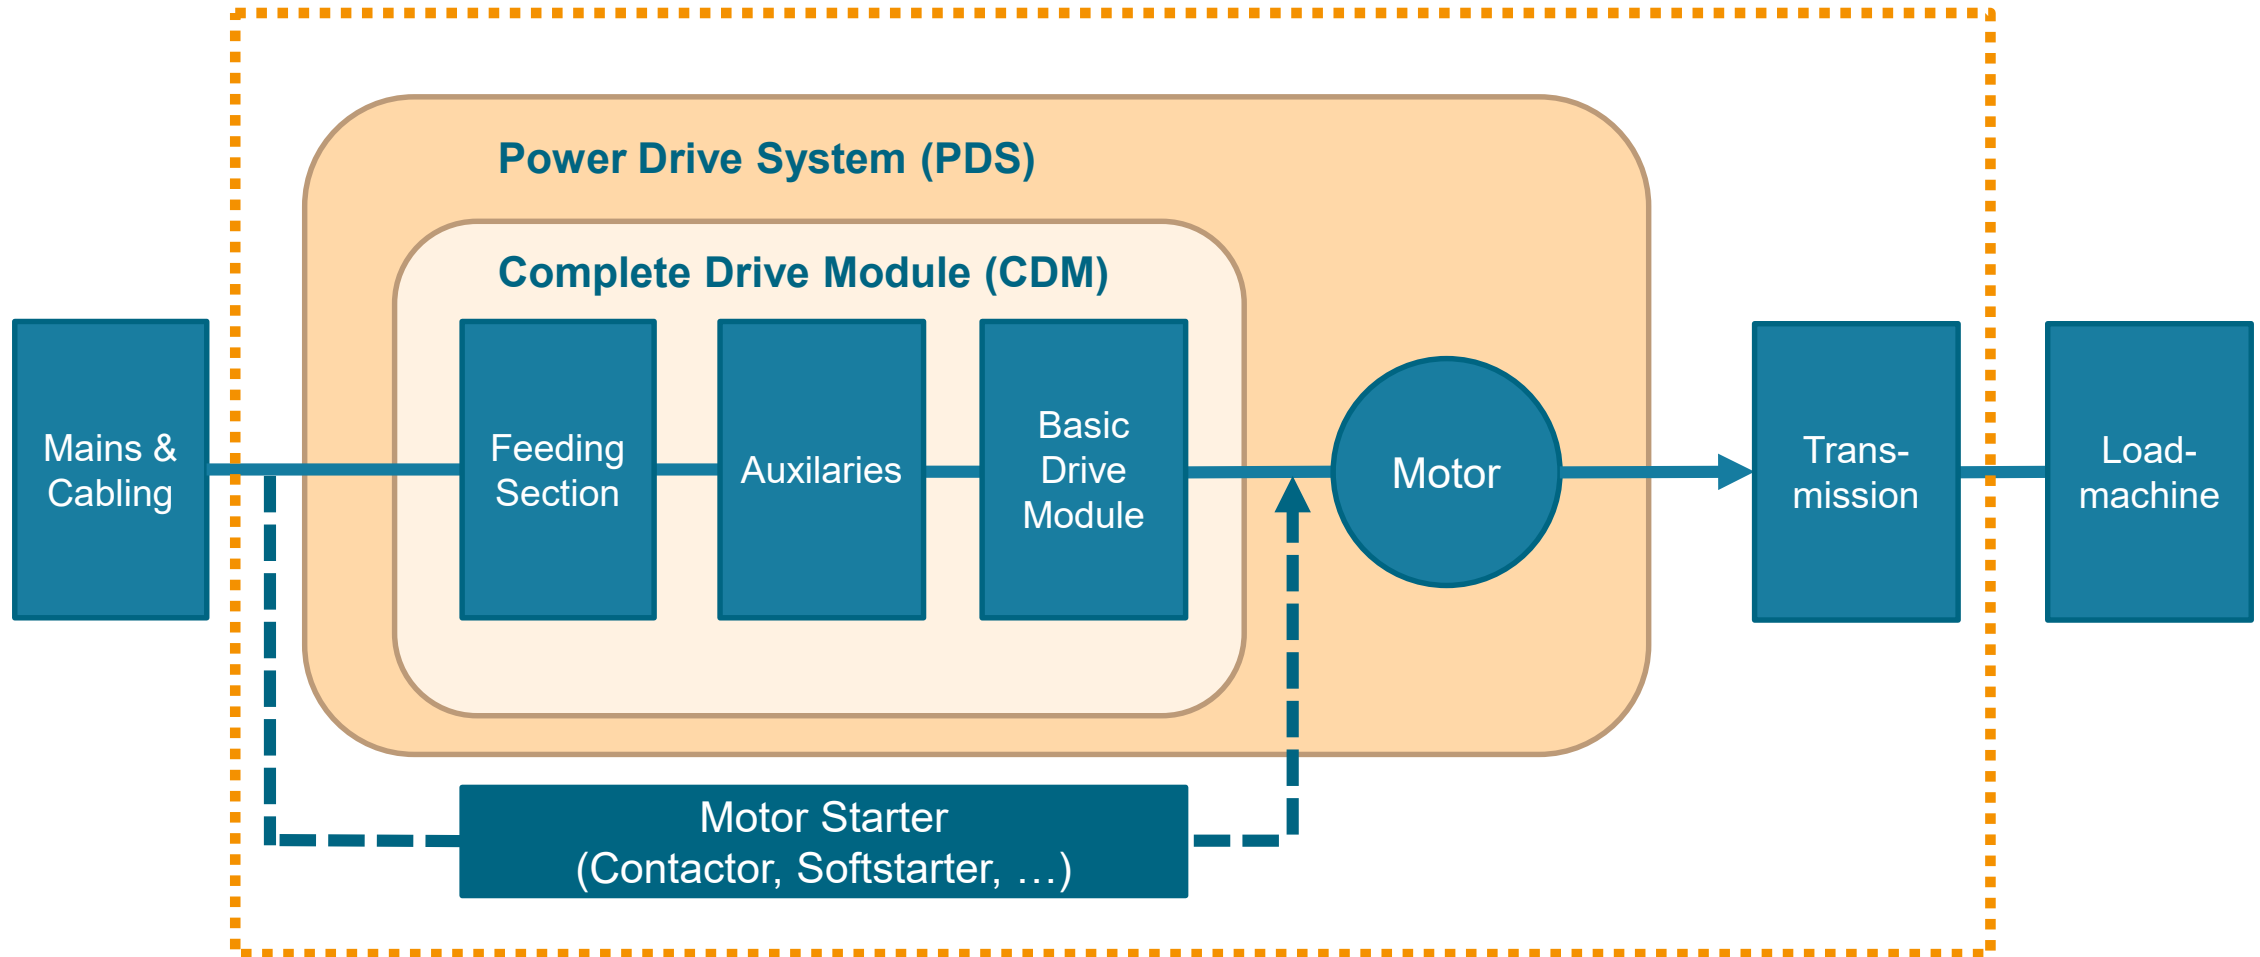 Power Drive System (PDS)
Complete Drive Module (CDM)
Mains &
Cabling
Feeding
Section
Auxilaries
Basic
Drive
Module
Motor
Trans-
mission
Load-
machine
Motor Starter
(Contactor, Softstarter, …)